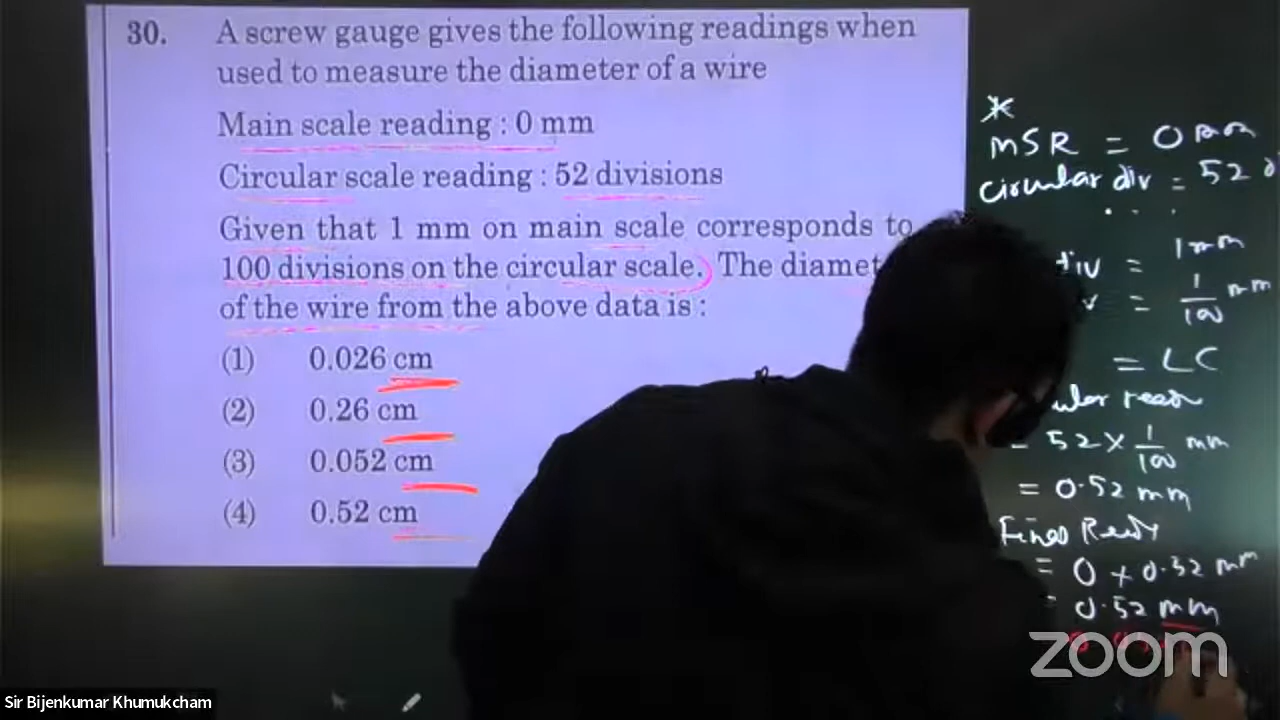 30. A screw gauge gives the following readings when
used to measure the diameter of a wire
Main scale reading : 0 mm
Circular scale reading : 52 divisions
Given that 1 mm on main scale corresponds to
100 divisions on the circular scale. The diamet
of the wire from the above data is :
(1) 0.026 cm
(2) 0.26 cm
(3) 0.052 cm
(4) 0.52 cm
*
MSR = 0 mm
Circular div = 52 d
div = 1 mm
= 1/100 mm
= LC
ular read
= 52 × 1/100 mm
= 0.52 mm
Final Read
= 0 + 0.52 mm
= 0.52 mm
zoom
Sir Bijenkumar Khumukcham